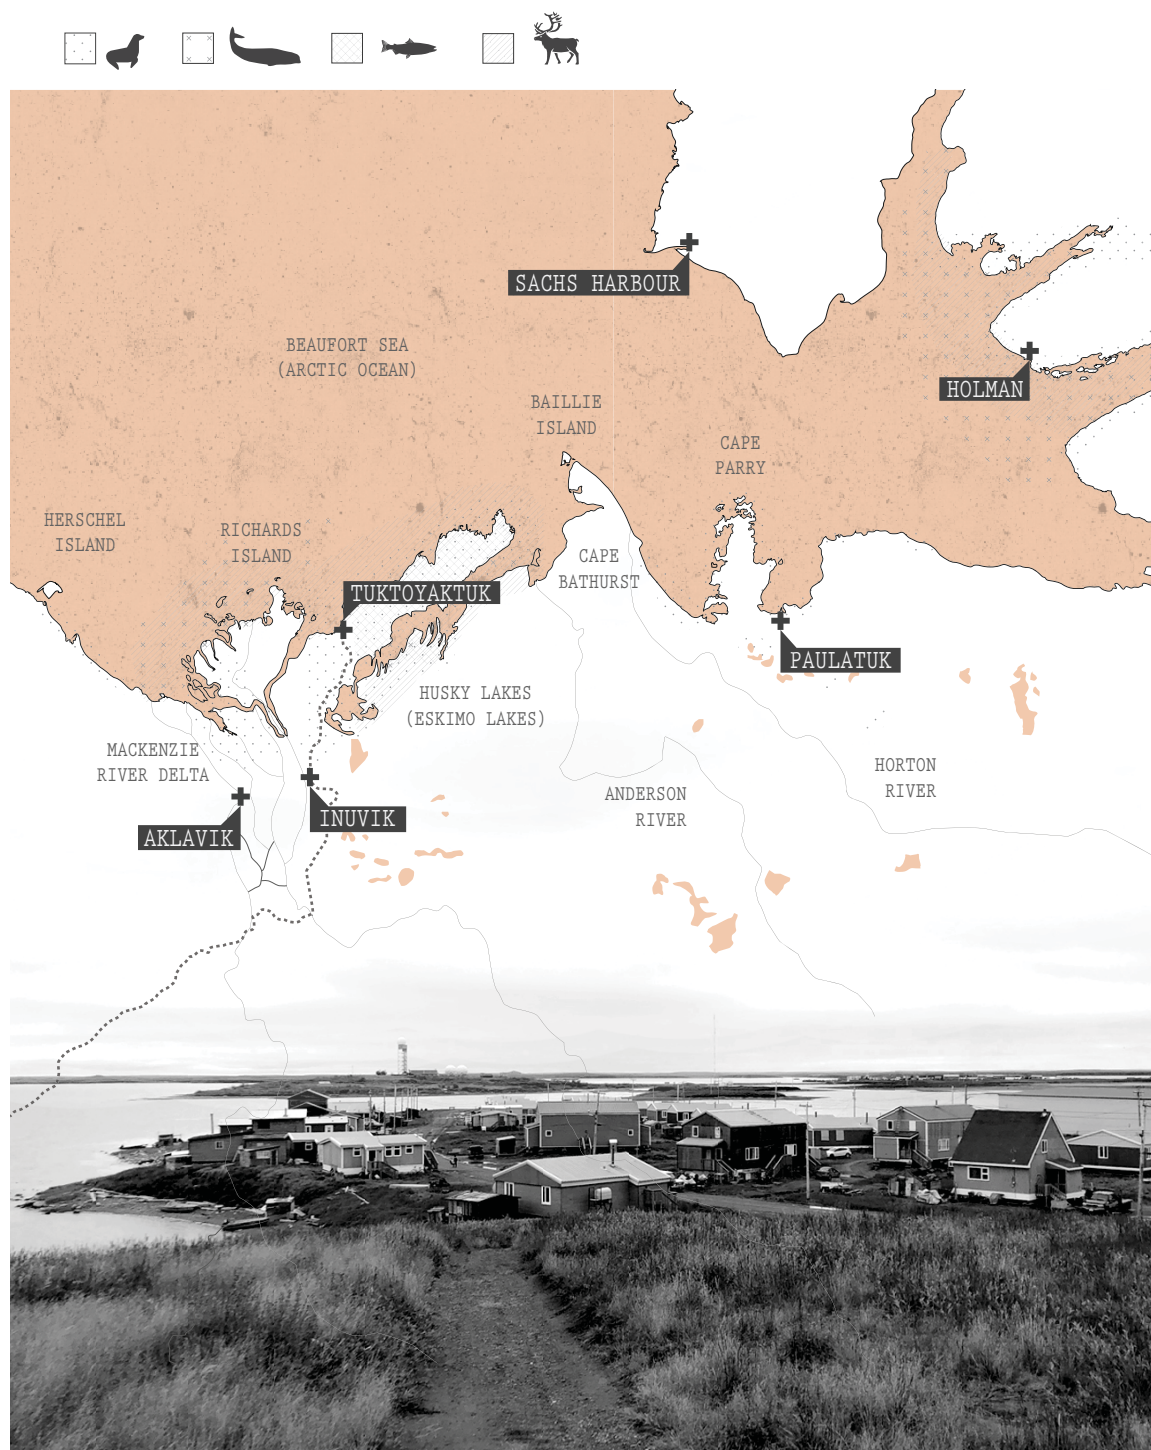 SACHS HARBOUR
BEAUFORT SEA
(ARCTIC OCEAN)
HOLMAN
BAILLIE
ISLAND
CAPE
PARRY
HERSCHEL
ISLAND
RICHARDS
ISLAND
CAPE
BATHURST
TUKTOYAKTUK
PAULATUK
HUSKY LAKES
(ESKIMO LAKES)
MACKENZIE
RIVER DELTA
HORTON
RIVER
ANDERSON
RIVER
INUVIK
AKLAVIK